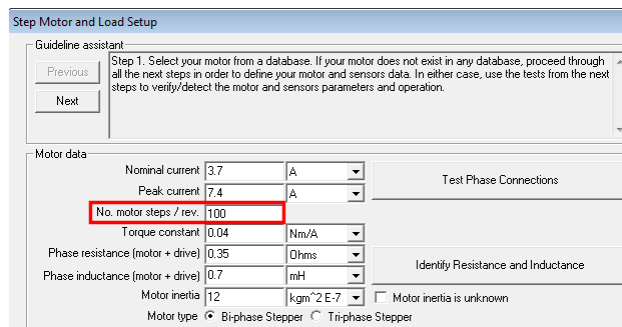 Step Motor and Load Setup
Guideline assistant
Previous
Next
Step 1. Select your motor from a database. If your motor does not exist in any database, proceed through
all the next steps in order to define your motor and sensors data. In either case, use the tests from the next
steps to verify/detect the motor and sensors parameters and operation.
Motor data
Nominal current 3.7 A
Peak current 7.4 A
Test Phase Connections
No. motor steps / rev. 100
Torque constant 0.04 Nm/A
Phase resistance (motor + drive) 0.35 Ohms
Phase inductance (motor + drive) 0.7 mH
Identify Resistance and Inductance
Motor inertia 12 kgm^2 E-7 Motor inertia is unknown
Motor type Bi-phase Stepper Tri-phase Stepper